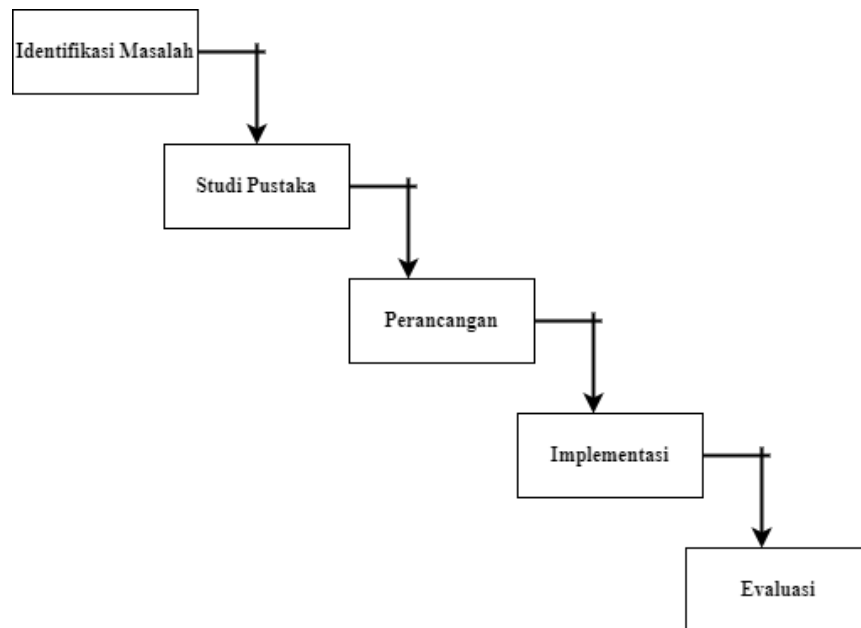 Identifikasi Masalah
Studi Pustaka
Perancangan
Implementasi
Evaluasi